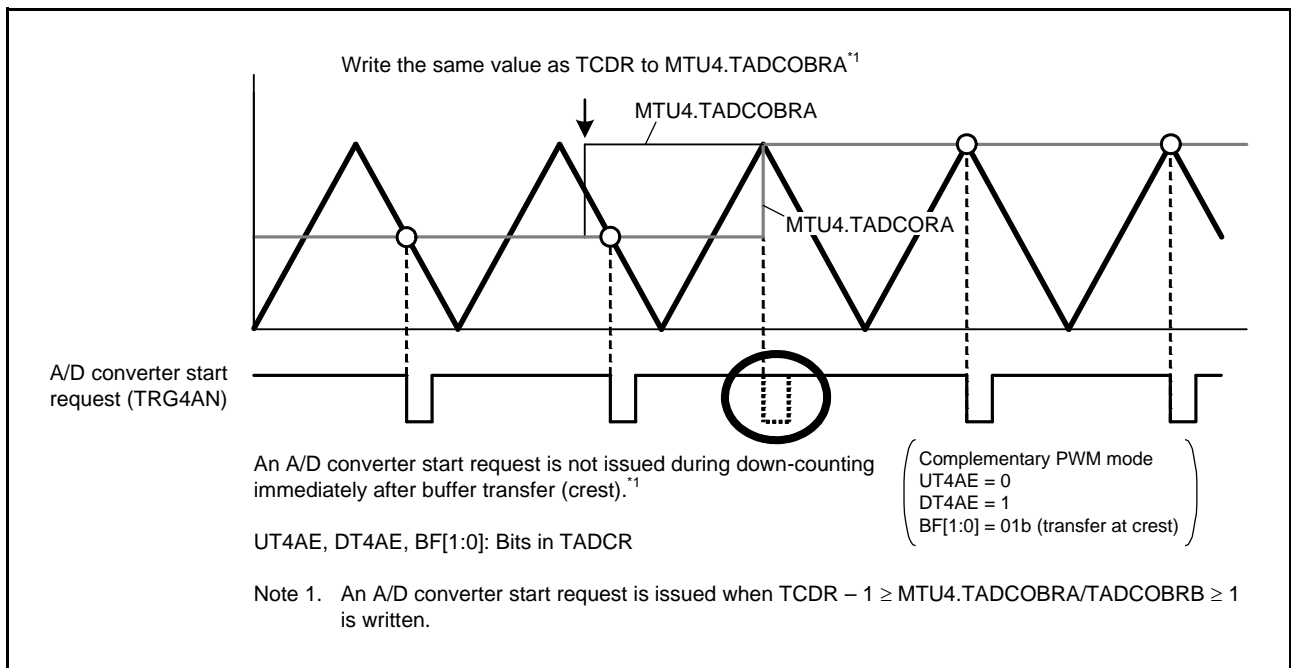 Write the same value as TCDR to MTU4.TADCOBRA*1
MTU4.TADCOBRA
MTU4.TADCORA
A/D converter start
request (TRG4AN)
An A/D converter start request is not issued during down-counting
immediately after buffer transfer (crest).*1
Complementary PWM mode
UT4AE = 0
DT4AE = 1
BF[1:0] = 01b (transfer at crest)
UT4AE, DT4AE, BF[1:0]: Bits in TADCR
Note 1. An A/D converter start request is issued when TCDR – 1 ≥ MTU4.TADCOBRA/TADCOBRB ≥ 1
is written.